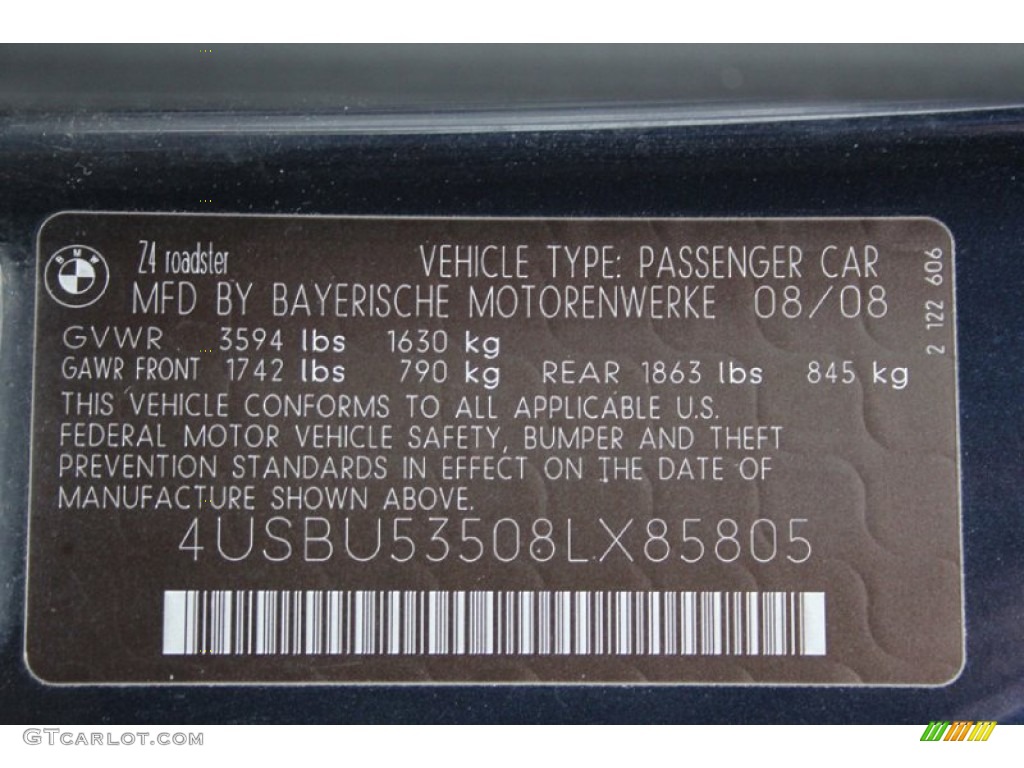 BMW
Z4 roadster VEHICLE TYPE: PASSENGER CAR
MFD BY BAYERISCHE MOTORENWERKE 08/08
GVWR 3594 lbs 1630 kg
GAWR FRONT 1742 lbs 790 kg REAR 1863 lbs 845 kg
THIS VEHICLE CONFORMS TO ALL APPLICABLE U.S.
FEDERAL MOTOR VEHICLE SAFETY, BUMPER AND THEFT
PREVENTION STANDARDS IN EFFECT ON THE DATE OF
MANUFACTURE SHOWN ABOVE.
4USBU53508LX85805
2 122 606
GTCARLOT.COM